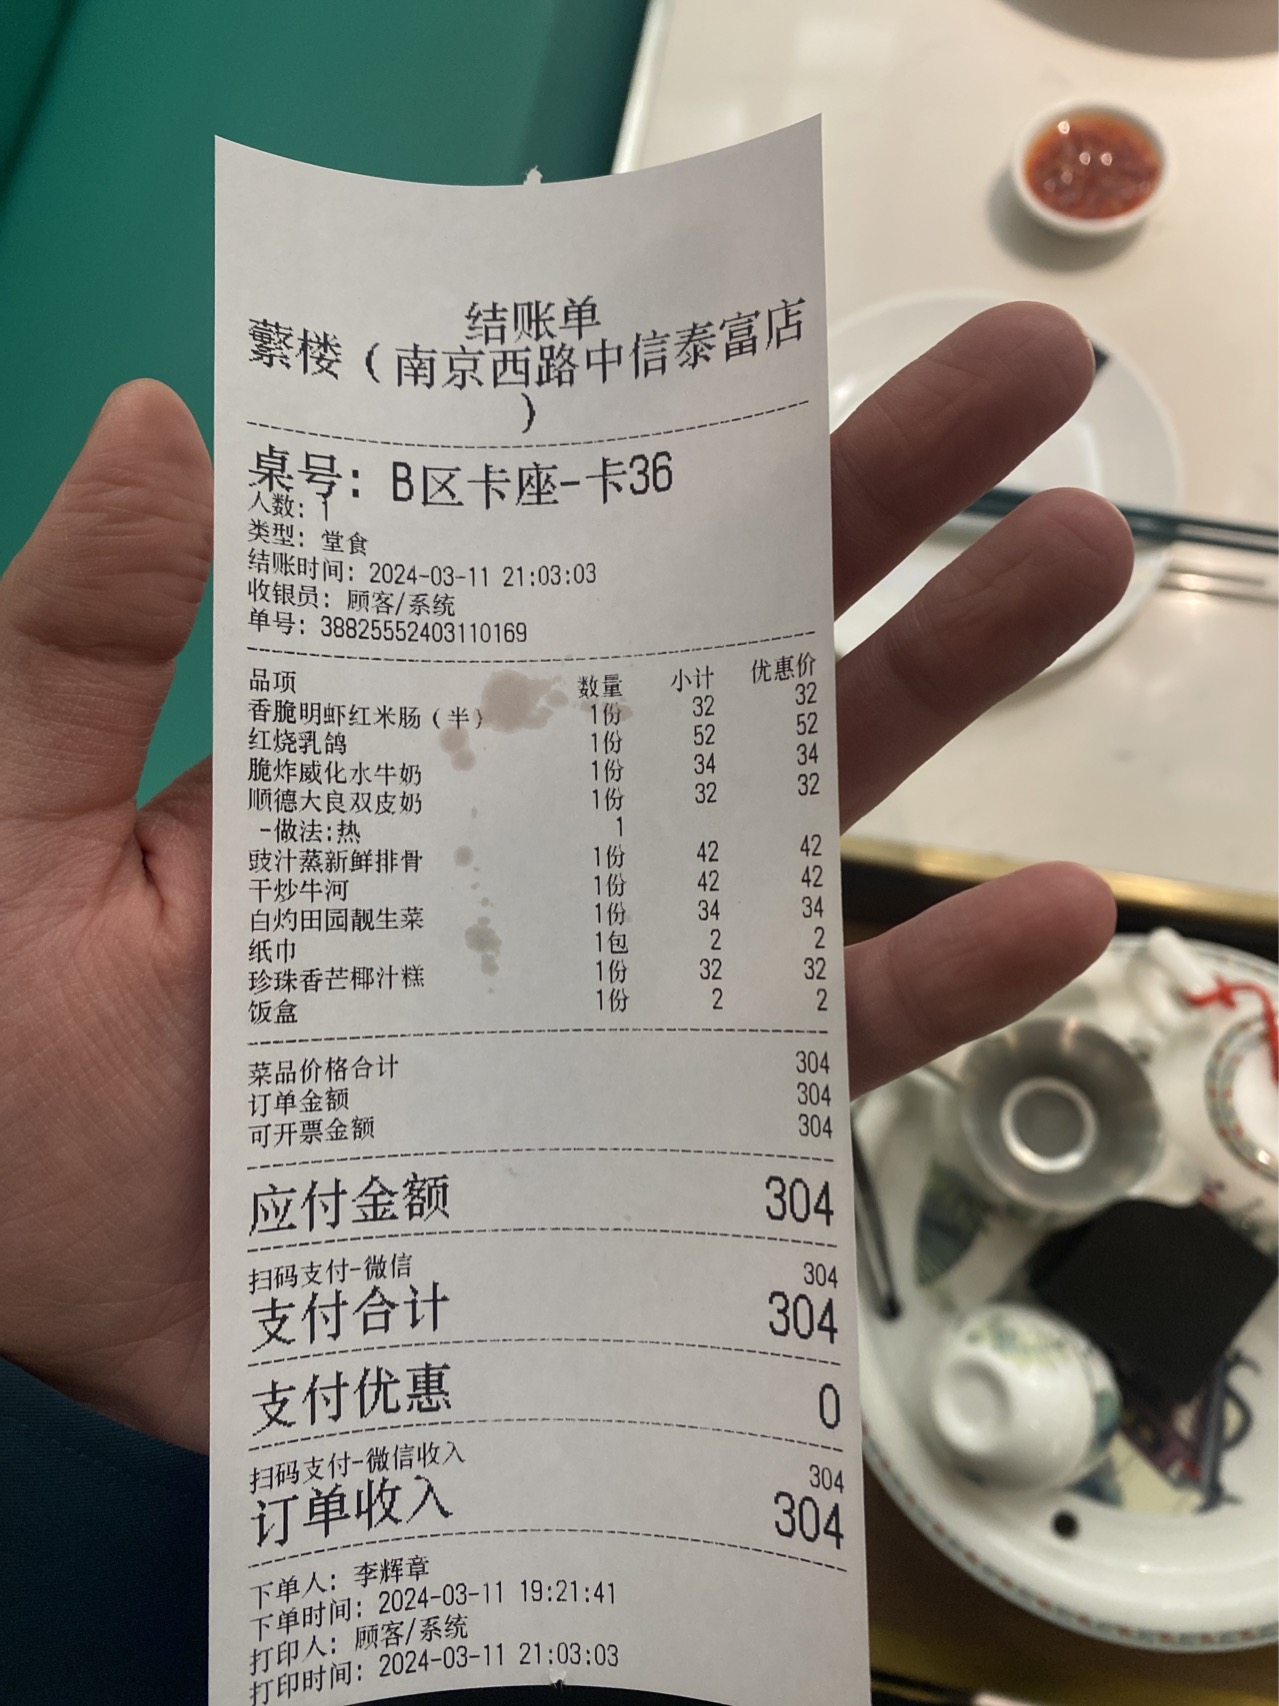 结账单
蘩楼（南京西路中信泰富店
）
桌号：B区卡座-卡36
人数：1
类型：堂食
结账时间：2024-03-11 21:03:03
收银员：顾客/系统
单号：38825552403110169
品项 数量 小计 优惠价
香脆明虾红米肠（半） 1份 32 32
红烧乳鸽 1份 52 52
脆炸威化水牛奶 1份 34 34
顺德大良双皮奶 1份 32 32
-做法:热 1
豉汁蒸新鲜排骨 1份 42 42
干炒牛河 1份 42 42
白灼田园靓生菜 1份 34 34
纸巾 1包 2 2
珍珠香芒椰汁糕 1份 32 32
饭盒 1份 2 2
菜品价格合计 304
订单金额 304
可开票金额 304
应付金额 304
扫码支付-微信 304
支付合计 304
支付优惠 0
扫码支付-微信收入 304
订单收入 304
下单人：李辉章
下单时间：2024-03-11 19:21:41
打印人：顾客/系统
打印时间：2024-03-11 21:03:03